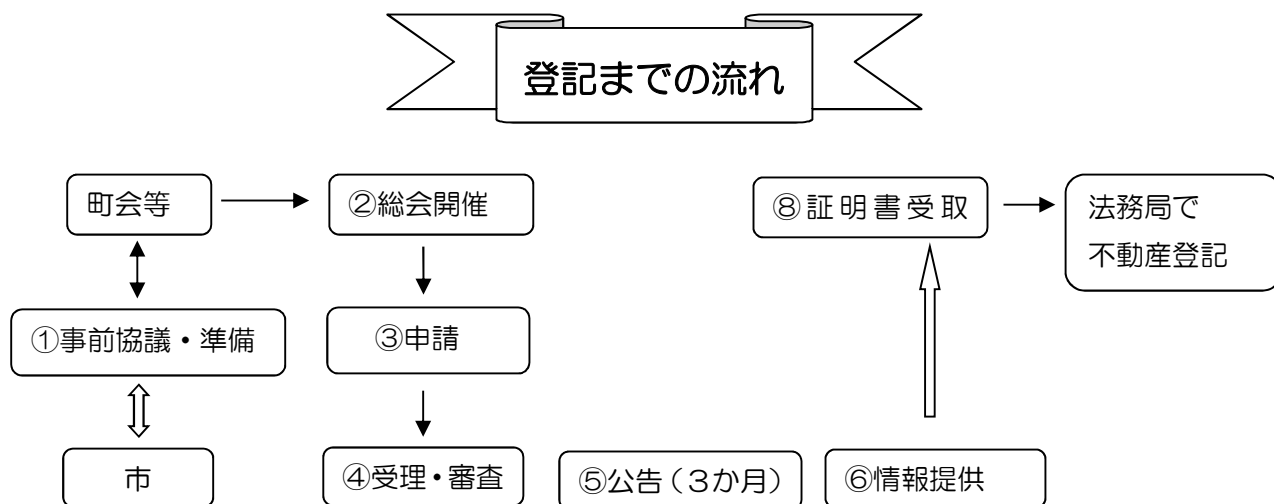 登記までの流れ
町会等
②総会開催
⑧証明書受取
法務局で
不動産登記
①事前協議・準備
③申請
市
④受理・審査
⑤公告（３か月）
⑥情報提供